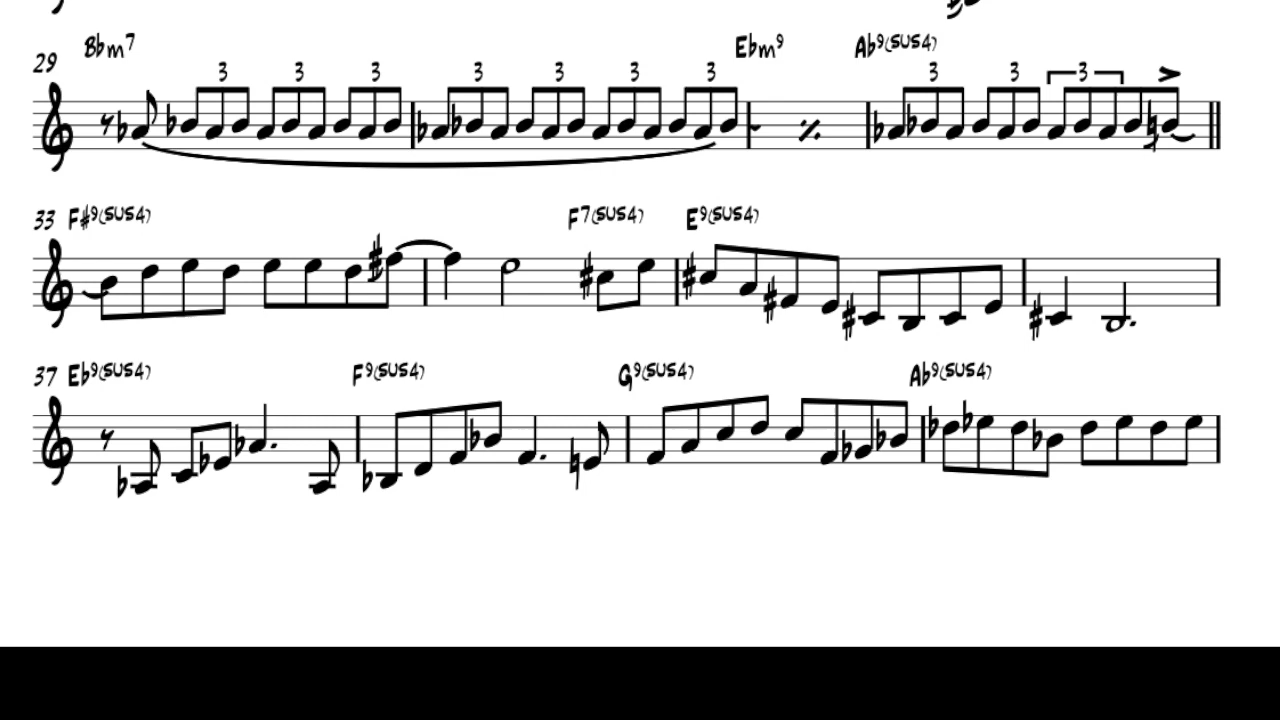 Bbm7 Ebm9 Ab9(SUS4)
29 3 3 3 3 3 3 3 3 3 3
33 F#9(SUS4) F7(SUS4) E9(SUS4)
37 Eb9(SUS4) F9(SUS4) G9(SUS4) Ab9(SUS4)